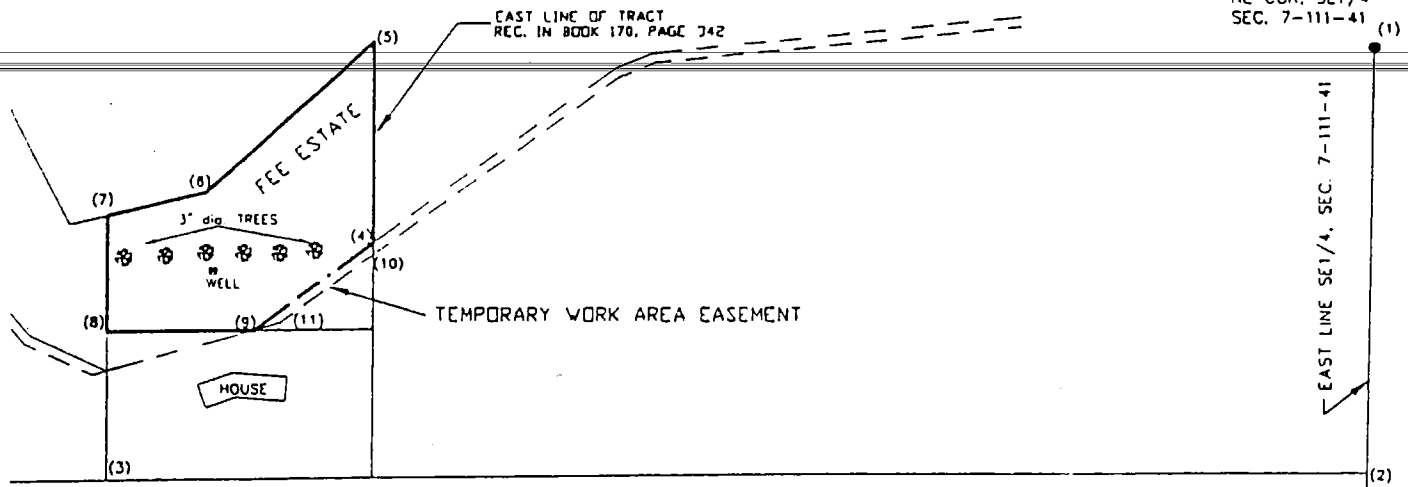 EAST LINE OF TRACT
REC. IN BOOK 170, PAGE 342
NE COR. SE1/4
SEC. 7-111-41
(1)
(5)
FEE ESTATE
EAST LINE SE1/4, SEC. 7-111-41
(6)
(7)
3" dia. TREES
(4)
(10)
WELL
TEMPORARY WORK AREA EASEMENT
(8)
(9)
(11)
HOUSE
(3)
(2)